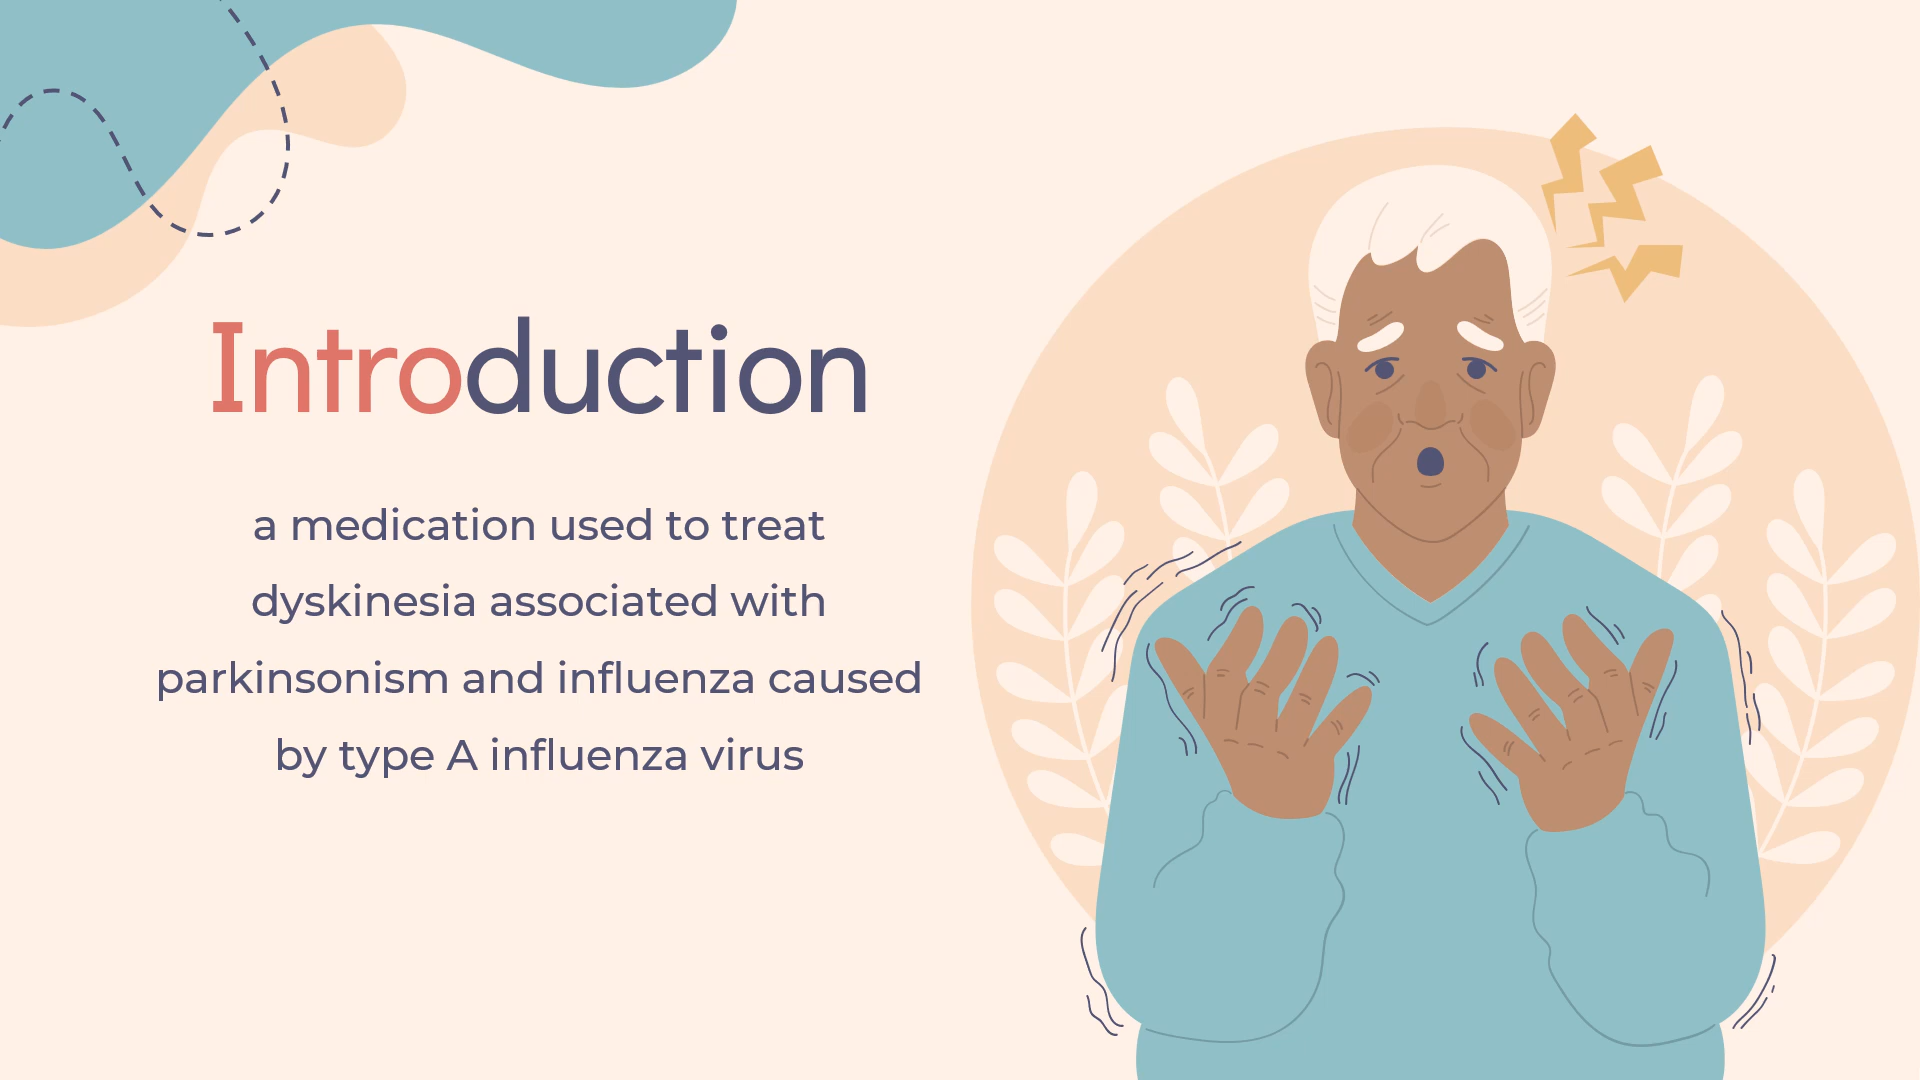 Introduction
a medication used to treat
dyskinesia associated with
parkinsonism and influenza caused
by type A influenza virus